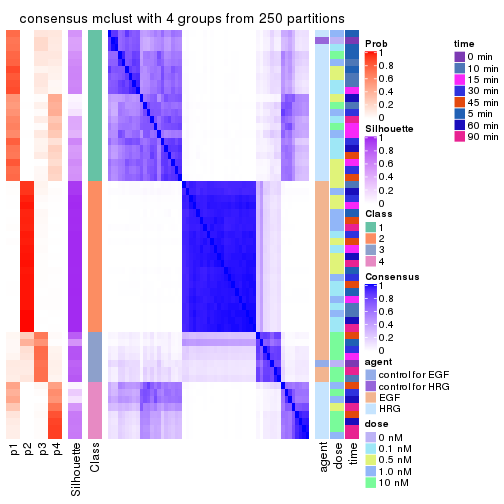 consensus mclust with 4 groups from 250 partitions
Prob
1
0.8
0.6
0.4
0.2
0
Silhouette
1
0.8
0.6
0.4
0.2
0
Class
1
2
3
4
Consensus
1
0.8
0.6
0.4
0.2
0
agent
control for EGF
control for HRG
EGF
HRG
dose
0 nM
0.1 nM
0.5 nM
1.0 nM
10 nM
time
0 min
10 min
15 min
30 min
45 min
5 min
60 min
90 min
p1
p2
p3
p4
Silhouette
Class
agent
dose
time